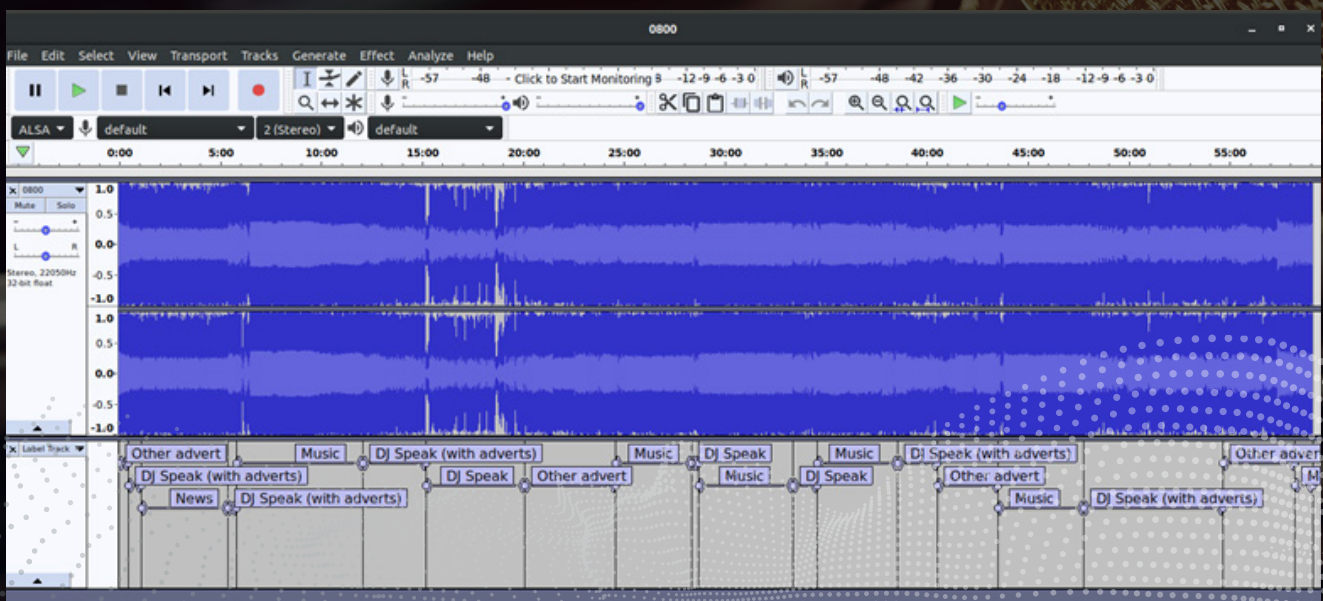 0800
File Edit Select View Transport Tracks Generate Effect Analyze Help
L R -57 -48 - Click to Start Monitoring 8 -12 -9 -6 -3 0 L R -57 -48 -42 -36 -30 -24 -18 -12 -9 -6 -3 0
ALSA default 2 (Stereo) default
0:00 5:00 10:00 15:00 20:00 25:00 30:00 35:00 40:00 45:00 50:00 55:00
x 0800 1.0
Mute Solo
- + 0.5
L R 0.0
Stereo, 22050Hz -0.5
32-bit float
-1.0
1.0
0.5
0.0
-0.5
-1.0
x Label Track
Other advert Music DJ Speak (with adverts) Music DJ Speak Music DJ Speak (with adverts) Other adver
DJ Speak (with adverts) DJ Speak Other advert Music DJ Speak Other advert M
News DJ Speak (with adverts) Music DJ Speak (with adverts)